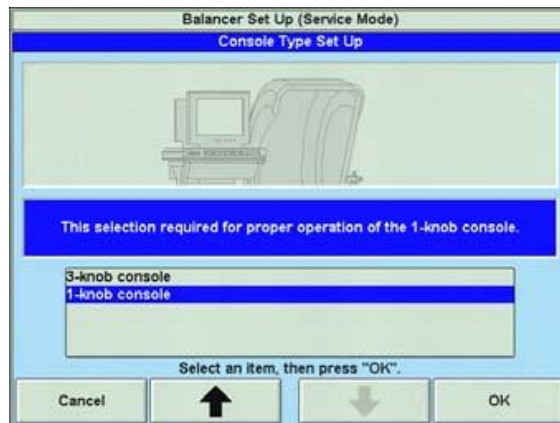 Balancer Set Up (Service Mode)
Console Type Set Up
This selection required for proper operation of the 1-knob console.
3-knob console
1-knob console
Select an item, then press "OK".
Cancel
OK